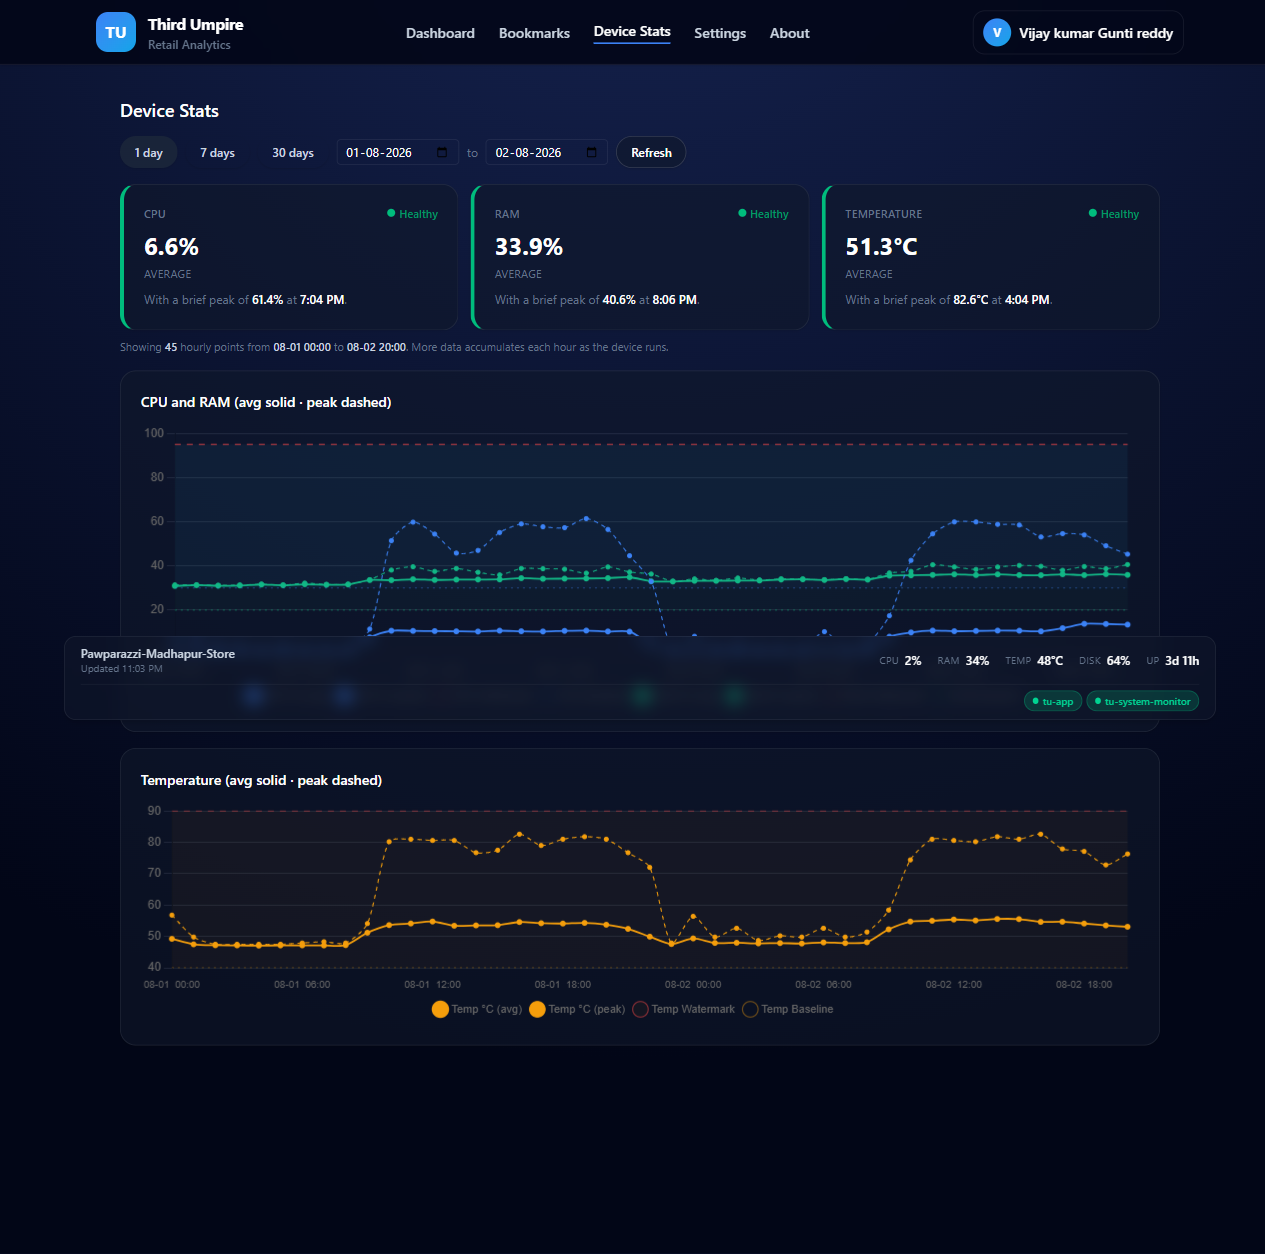 TU
Third Umpire
Retail Analytics
Dashboard
Bookmarks
Device Stats
Settings
About
V
Vijay kumar Gunti reddy
Device Stats
1 day
7 days
30 days
01-08-2026
to
02-08-2026
Refresh
CPU
Healthy
6.6%
AVERAGE
With a brief peak of 61.4% at 7:04 PM.
RAM
Healthy
33.9%
AVERAGE
With a brief peak of 40.6% at 8:06 PM.
TEMPERATURE
Healthy
51.3°C
AVERAGE
With a brief peak of 82.6°C at 4:04 PM.
Showing 45 hourly points from 08-01 00:00 to 08-02 20:00. More data accumulates each hour as the device runs.
CPU and RAM (avg solid · peak dashed)
100
80
60
40
20
Pawparazzi-Madhapur-Store
Updated 11:03 PM
CPU 2%
RAM 34%
TEMP 48°C
DISK 64%
UP 3d 11h
tu-app
tu-system-monitor
Temperature (avg solid · peak dashed)
90
80
70
60
50
40
08-01 00:00
08-01 06:00
08-01 12:00
08-01 18:00
08-02 00:00
08-02 06:00
08-02 12:00
08-02 18:00
Temp °C (avg)
Temp °C (peak)
Temp Watermark
Temp Baseline